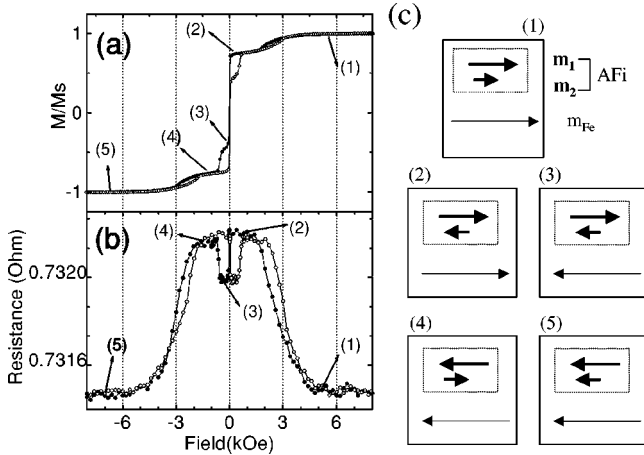 (a)
(2)
(1)
(3)
(4)
(5)
M/Ms
1
0
-1
(b)
(4)
(2)
(3)
(5)
(1)
Resistance (Ohm)
0.7320
0.7316
-6 -3 0 3 6
Field(kOe)
(c)
(1)
m1
m2
AFi
mFe
(2)
(3)
(4)
(5)